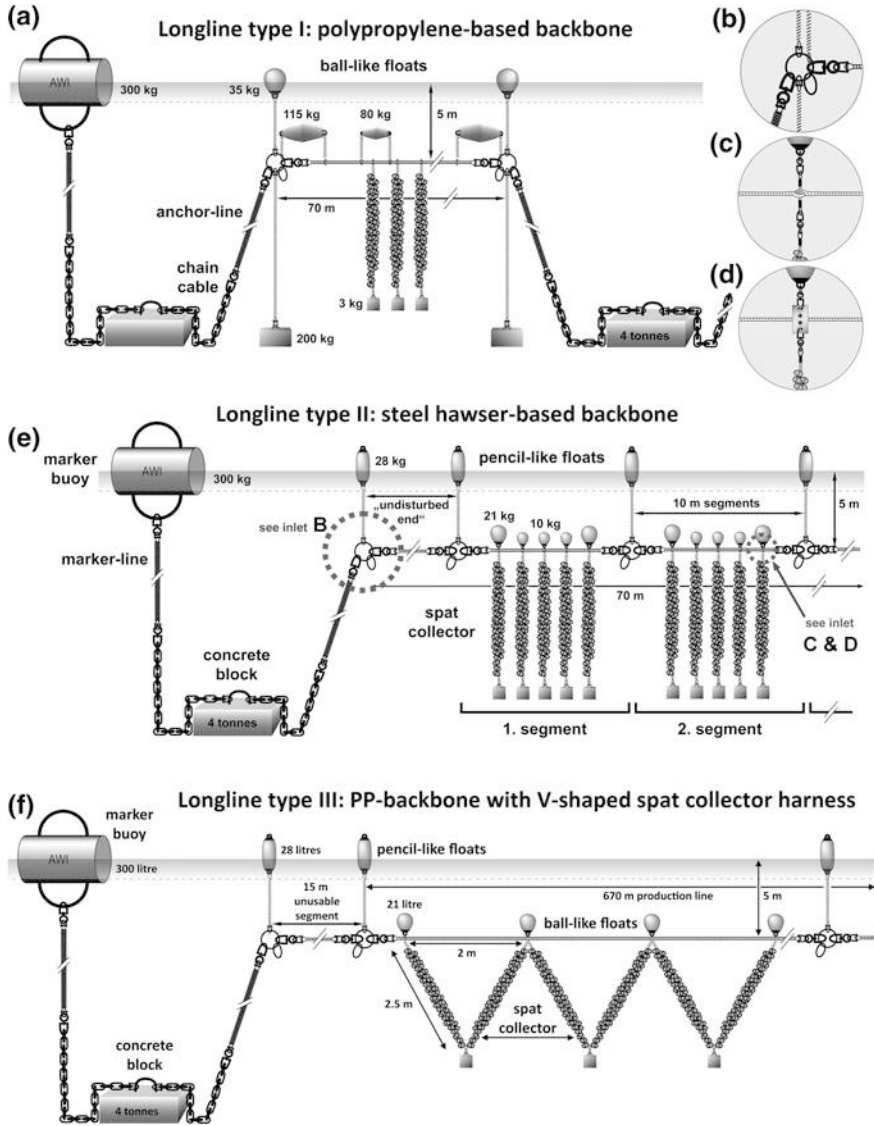 (a)
Longline type I: polypropylene-based backbone
AWI
300 kg
35 kg
ball-like floats
115 kg
80 kg
5 m
anchor-line
70 m
chain
cable
3 kg
200 kg
4 tonnes
(b)
(c)
(d)
(e)
Longline type II: steel hawser-based backbone
marker
buoy
AWI
300 kg
28 kg
pencil-like floats
„undisturbed
end“
see inlet B
21 kg
10 kg
10 m segments
5 m
marker-line
70 m
spat
collector
see inlet
C & D
concrete
block
4 tonnes
1. segment
2. segment
(f)
Longline type III: PP-backbone with V-shaped spat collector harness
marker
buoy
AWI
300 litre
28 litres
pencil-like floats
15 m
unusable
segment
670 m production line
5 m
21 litre
ball-like floats
2 m
2.5 m
spat
collector
concrete
block
4 tonnes